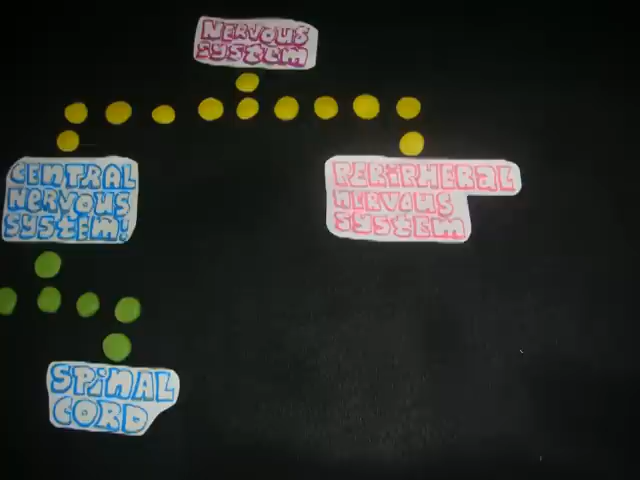 NERVOUS
SYSTEM
CENTRAL
NERVOUS
SYSTEM!
PERIPHERAL
NERVOUS
SYSTEM
SPINAL
CORD